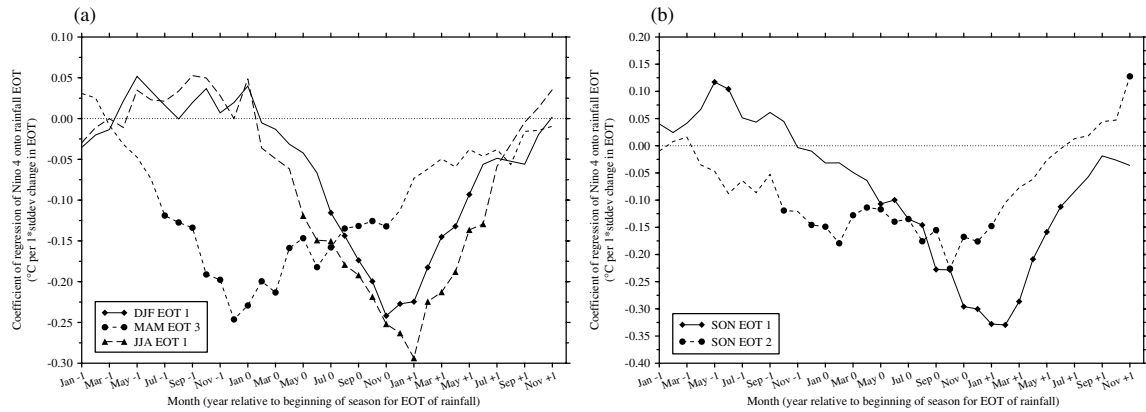 (a)
Coefficient of regression of Nino 4 onto rainfall EOT
(°C per 1*stddev change in EOT)
0.10
0.05
0.00
-0.05
-0.10
-0.15
-0.20
-0.25
-0.30
DJF EOT 1
MAM EOT 3
JJA EOT 1
Jan -1 Mar -1 May -1 Jul -1 Sep -1 Nov -1 Jan 0 Mar 0 May 0 Jul 0 Sep 0 Nov 0 Jan +1 Mar +1 May +1 Jul +1 Sep +1 Nov +1
Month (year relative to beginning of season for EOT of rainfall)
(b)
Coefficient of regression of Nino 4 onto rainfall EOT
(°C per 1*stddev change in EOT)
0.20
0.15
0.10
0.05
0.00
-0.05
-0.10
-0.15
-0.20
-0.25
-0.30
-0.35
-0.40
SON EOT 1
SON EOT 2
Jan -1 Mar -1 May -1 Jul -1 Sep -1 Nov -1 Jan 0 Mar 0 May 0 Jul 0 Sep 0 Nov 0 Jan +1 Mar +1 May +1 Jul +1 Sep +1 Nov +1
Month (year relative to beginning of season for EOT of rainfall)